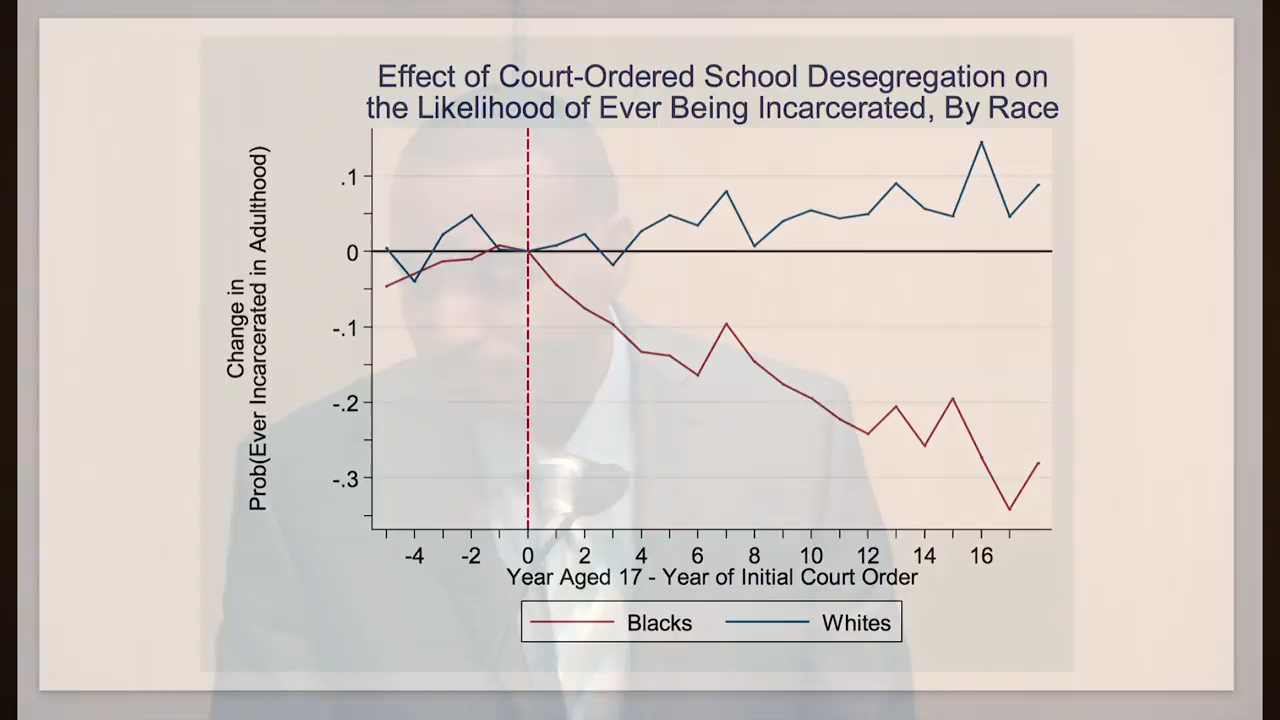 Effect of Court-Ordered School Desegregation on
the Likelihood of Ever Being Incarcerated, By Race
Change in
Prob(Ever Incarcerated in Adulthood)
.1
0
-.1
-.2
-.3
-4 -2 0 2 4 6 8 10 12 14 16
Year Aged 17 - Year of Initial Court Order
Blacks Whites